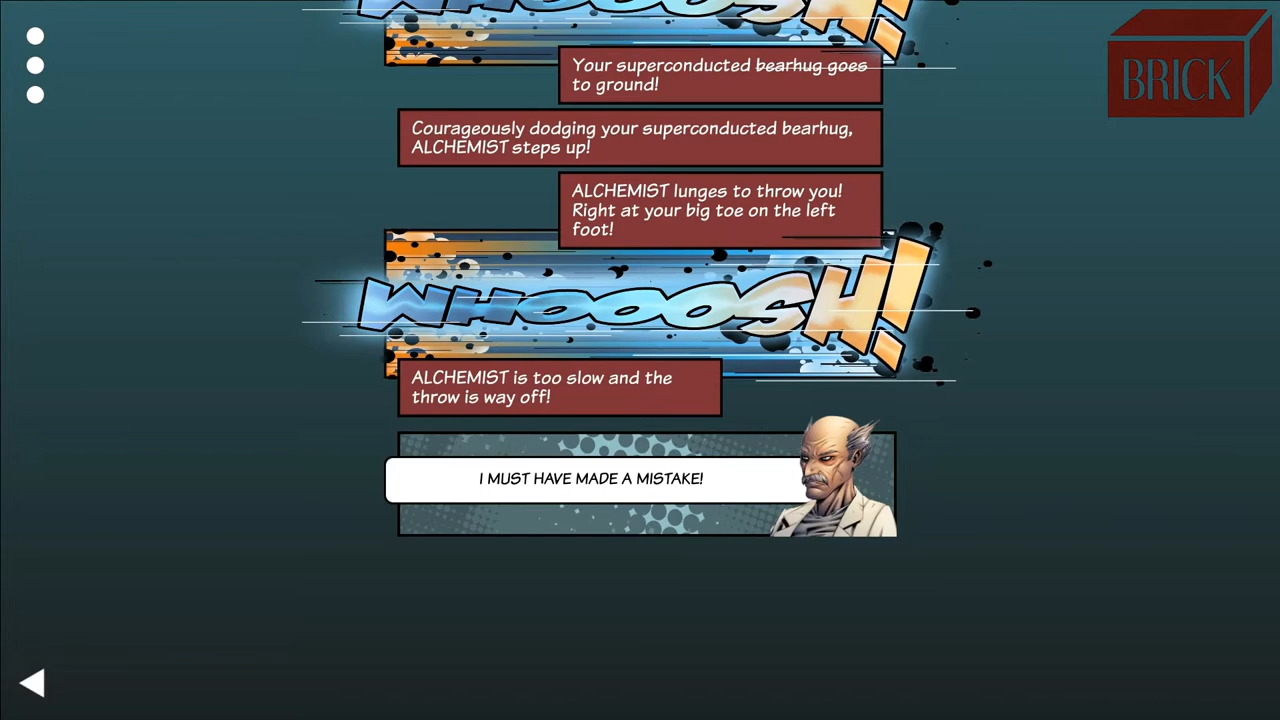 WHOOOSH!
BRICK
Your superconducted bearhug goes
to ground!
Courageously dodging your superconducted bearhug,
ALCHEMIST steps up!
ALCHEMIST lunges to throw you!
Right at your big toe on the left
foot!
WHOOOSH!
ALCHEMIST is too slow and the
throw is way off!
I MUST HAVE MADE A MISTAKE!